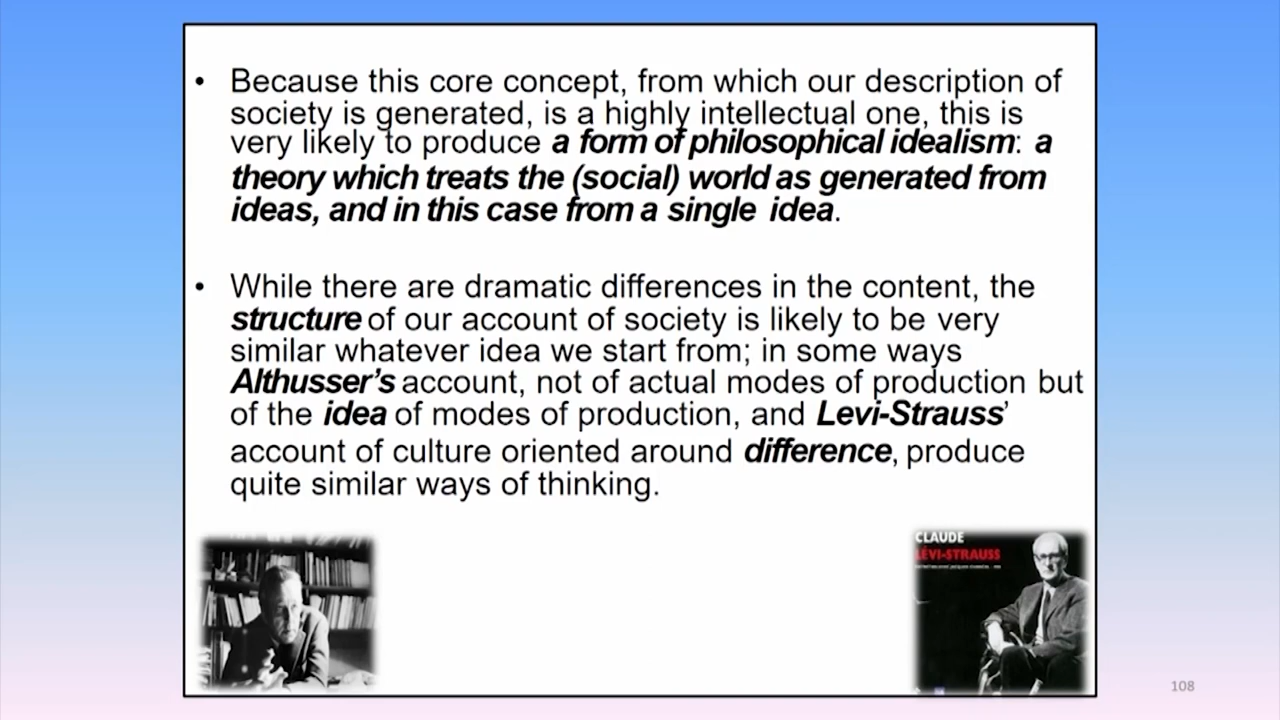 • Because this core concept, from which our description of
society is generated, is a highly intellectual one, this is
very likely to produce a form of philosophical idealism: a
theory which treats the (social) world as generated from
ideas, and in this case from a single idea.
• While there are dramatic differences in the content, the
structure of our account of society is likely to be very
similar whatever idea we start from; in some ways
Althusser’s account, not of actual modes of production but
of the idea of modes of production, and Levi-Strauss’
account of culture oriented around difference, produce
quite similar ways of thinking.
CLAUDE
LÉVI-STRAUSS
108